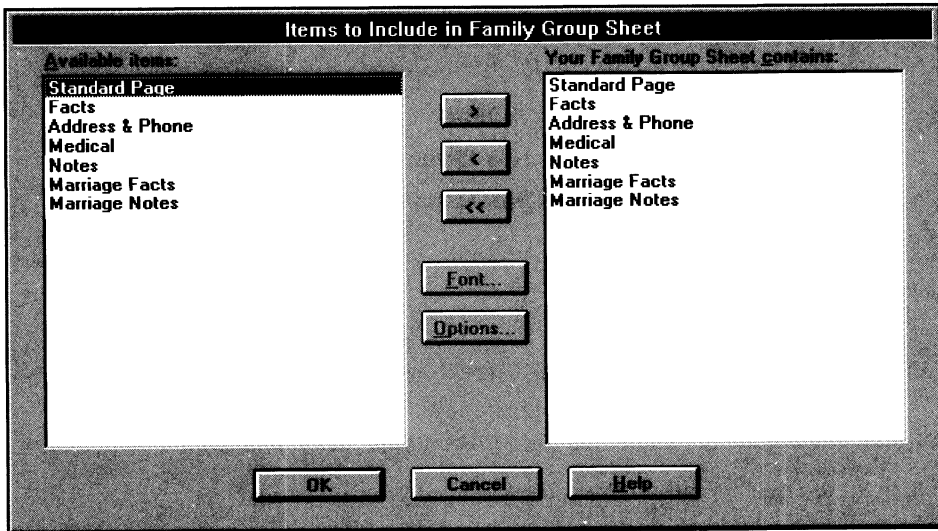 Items to Include in Family Group Sheet
Available items:
Standard Page
Facts
Address & Phone
Medical
Notes
Marriage Facts
Marriage Notes
>
<
<<
Font...
Options...
Your Family Group Sheet contains:
Standard Page
Facts
Address & Phone
Medical
Notes
Marriage Facts
Marriage Notes
OK
Cancel
Help